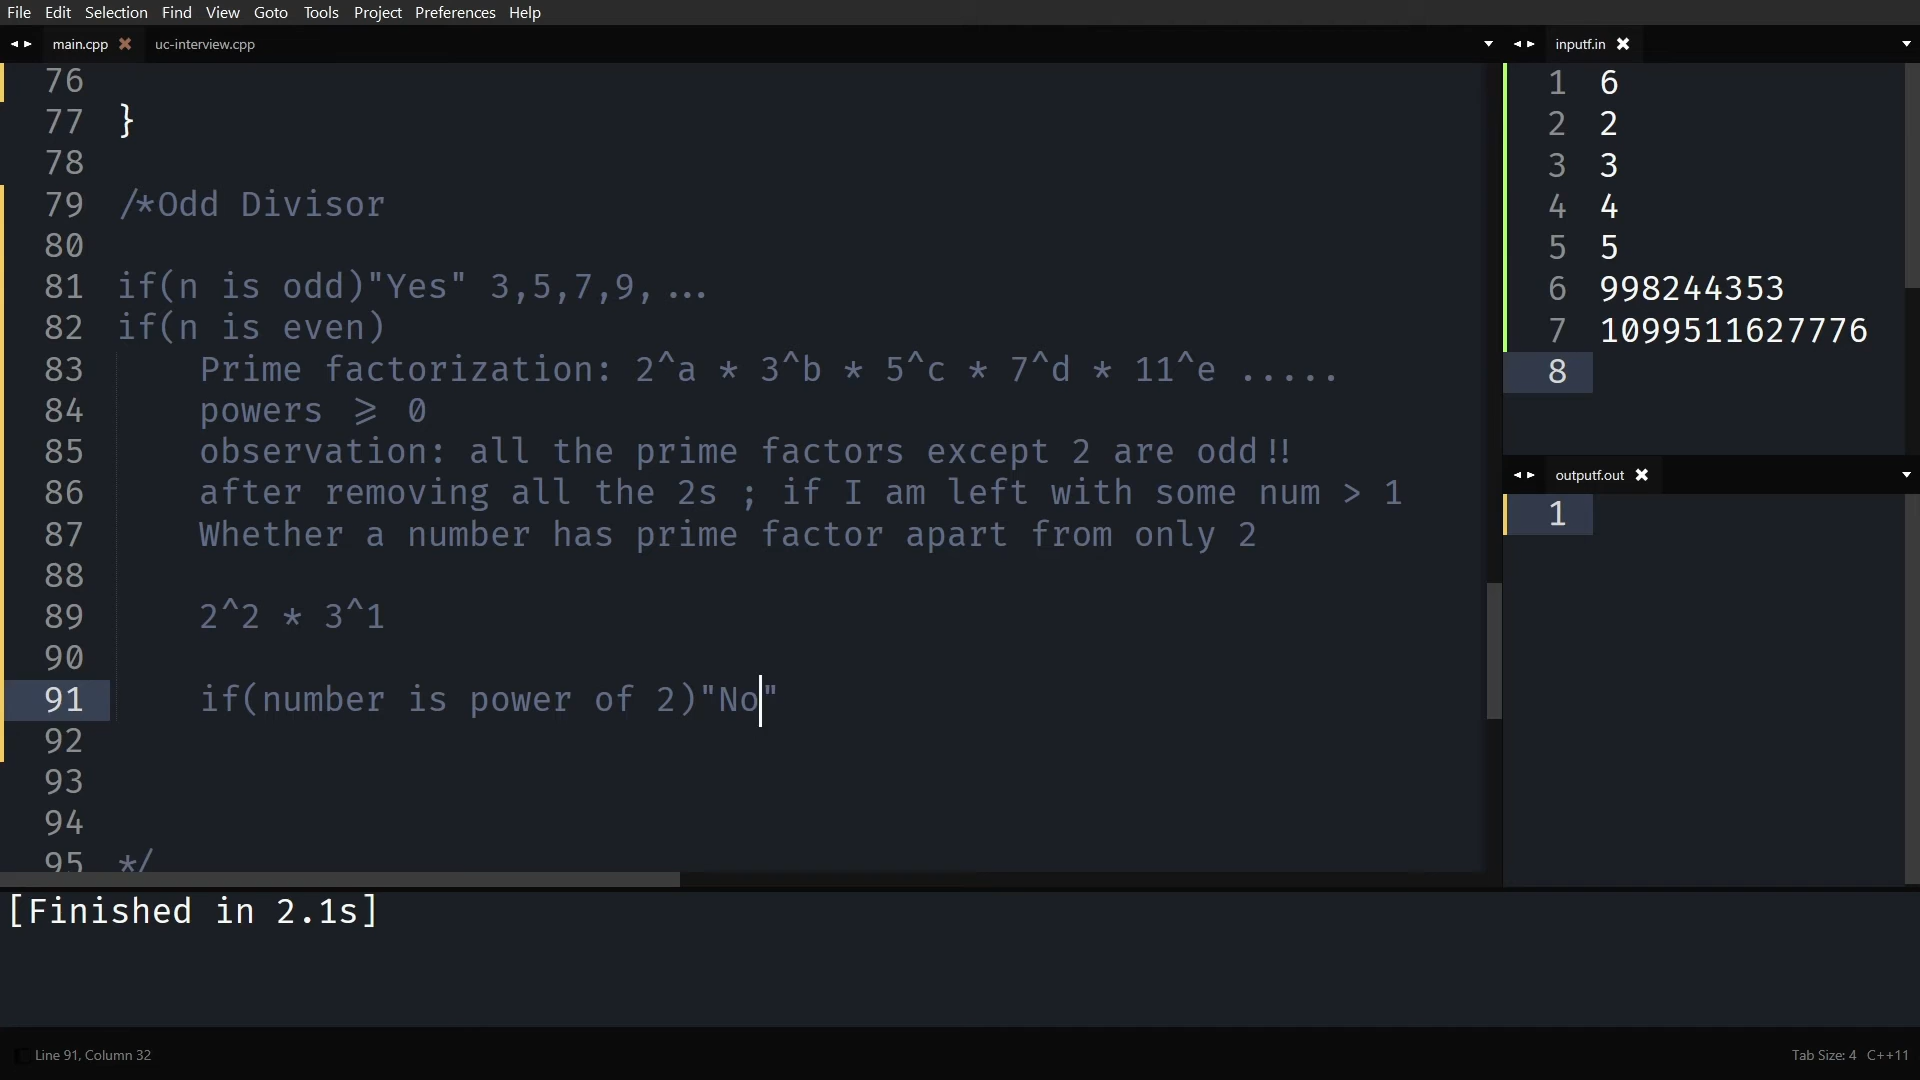 File Edit Selection Find View Goto Tools Project Preferences Help
main.cpp uc-interview.cpp
76
77 }
78
79 /*Odd Divisor
80
81 if(n is odd)"Yes" 3,5,7,9,...
82 if(n is even)
83 Prime factorization: 2^a * 3^b * 5^c * 7^d * 11^e .....
84 powers >= 0
85 observation: all the prime factors except 2 are odd!!
86 after removing all the 2s ; if I am left with some num > 1
87 Whether a number has prime factor apart from only 2
88
89 2^2 * 3^1
90
91 if(number is power of 2)"No"
92
93
94
95 */
inputf.in
1 6
2 2
3 3
4 4
5 5
6 998244353
7 1099511627776
8
outputf.out
1
[Finished in 2.1s]
Line 91, Column 32
Tab Size: 4 C++11